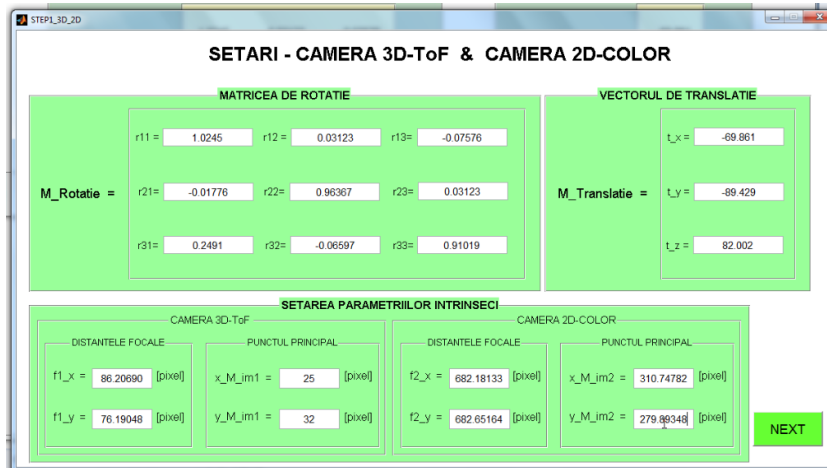 STEP1_3D_2D
SETARI - CAMERA 3D-ToF & CAMERA 2D-COLOR
MATRICEA DE ROTATIE
M_Rotatie =
r11 = 1.0245 r12 = 0.03123 r13= -0.07576
r21= -0.01776 r22= 0.96367 r23= 0.03123
r31= 0.2491 r32= -0.06597 r33= 0.91019
VECTORUL DE TRANSLATIE
M_Translatie =
t_x = -69.861
t_y = -89.429
t_z = 82.002
SETAREA PARAMETRIILOR INTRINSECI
CAMERA 3D-ToF
DISTANTELE FOCALE
f1_x = 86.20690 [pixel]
f1_y = 76.19048 [pixel]
PUNCTUL PRINCIPAL
x_M_im1 = 25 [pixel]
y_M_im1 = 32 [pixel]
CAMERA 2D-COLOR
DISTANTELE FOCALE
f2_x = 682.18133 [pixel]
f2_y = 682.65164 [pixel]
PUNCTUL PRINCIPAL
x_M_im2 = 310.74782 [pixel]
y_M_im2 = 279.89348 [pixel]
NEXT